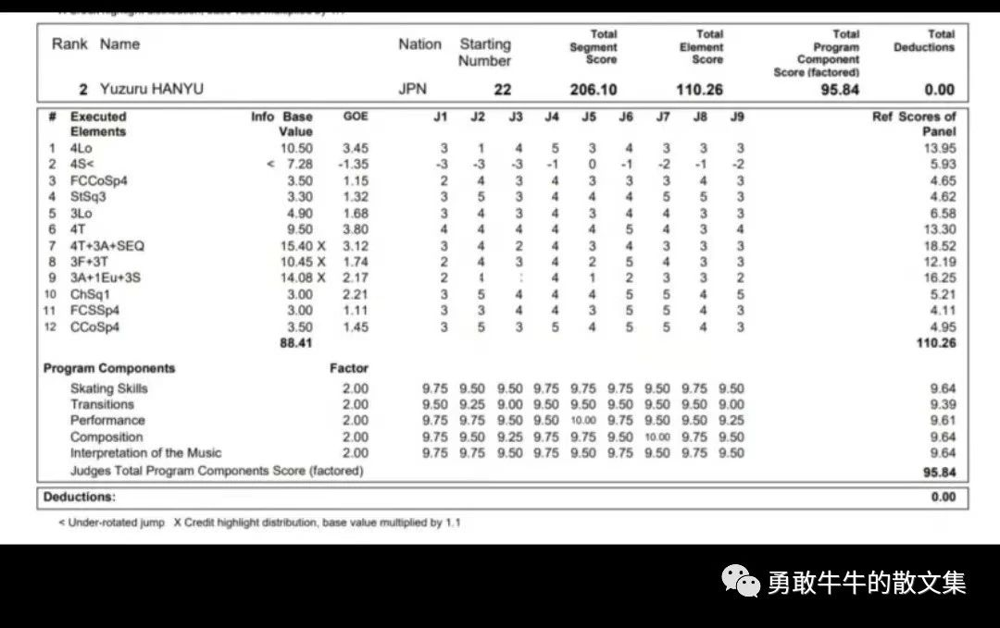 Rank Name Nation Starting Number Total Segment Score Total Element Score Total Program Component Score (factored) Total Deductions
2 Yuzuru HANYU JPN 22 206.10 110.26 95.84 0.00
# Executed Elements Info Base Value GOE J1 J2 J3 J4 J5 J6 J7 J8 J9 Ref Scores of Panel
1 4Lo 10.50 3.45 3 1 4 5 3 4 3 3 3 13.95
2 4S< < 7.28 -1.35 -3 -3 -3 -1 0 -1 -2 -1 -2 5.93
3 FCCoSp4 3.50 1.15 2 4 3 4 3 3 3 4 3 4.65
4 StSq3 3.30 1.32 3 5 3 4 4 4 5 5 3 4.62
5 3Lo 4.90 1.68 3 4 3 4 3 4 4 3 3 6.58
6 4T 9.50 3.80 4 4 4 4 4 5 4 3 4 13.30
7 4T+3A+SEQ 15.40 X 3.12 3 4 2 4 3 4 3 3 3 18.52
8 3F+3T 10.45 X 1.74 2 4 3 4 2 5 4 3 3 12.19
9 3A+1Eu+3S 14.08 X 2.17 2 4 1 2 3 3 2 16.25
10 ChSq1 3.00 2.21 3 5 4 4 4 5 5 4 5 5.21
11 FCSSp4 3.00 1.11 3 3 4 4 3 5 5 4 3 4.11
12 CCoSp4 3.50 1.45 3 5 3 5 4 5 5 4 3 4.95
88.41 110.26
Program Components Factor
Skating Skills 2.00 9.75 9.50 9.50 9.75 9.75 9.75 9.50 9.75 9.50 9.64
Transitions 2.00 9.50 9.25 9.00 9.50 9.50 9.50 9.50 9.50 9.00 9.39
Performance 2.00 9.75 9.75 9.50 9.50 10.00 9.75 9.50 9.50 9.25 9.61
Composition 2.00 9.75 9.50 9.25 9.75 9.75 9.50 10.00 9.75 9.50 9.64
Interpretation of the Music 2.00 9.75 9.75 9.50 9.75 9.50 9.75 9.50 9.75 9.50 9.64
Judges Total Program Components Score (factored) 95.84
Deductions: 0.00
< Under-rotated jump X Credit highlight distribution, base value multiplied by 1.1
勇敢牛牛的散文集